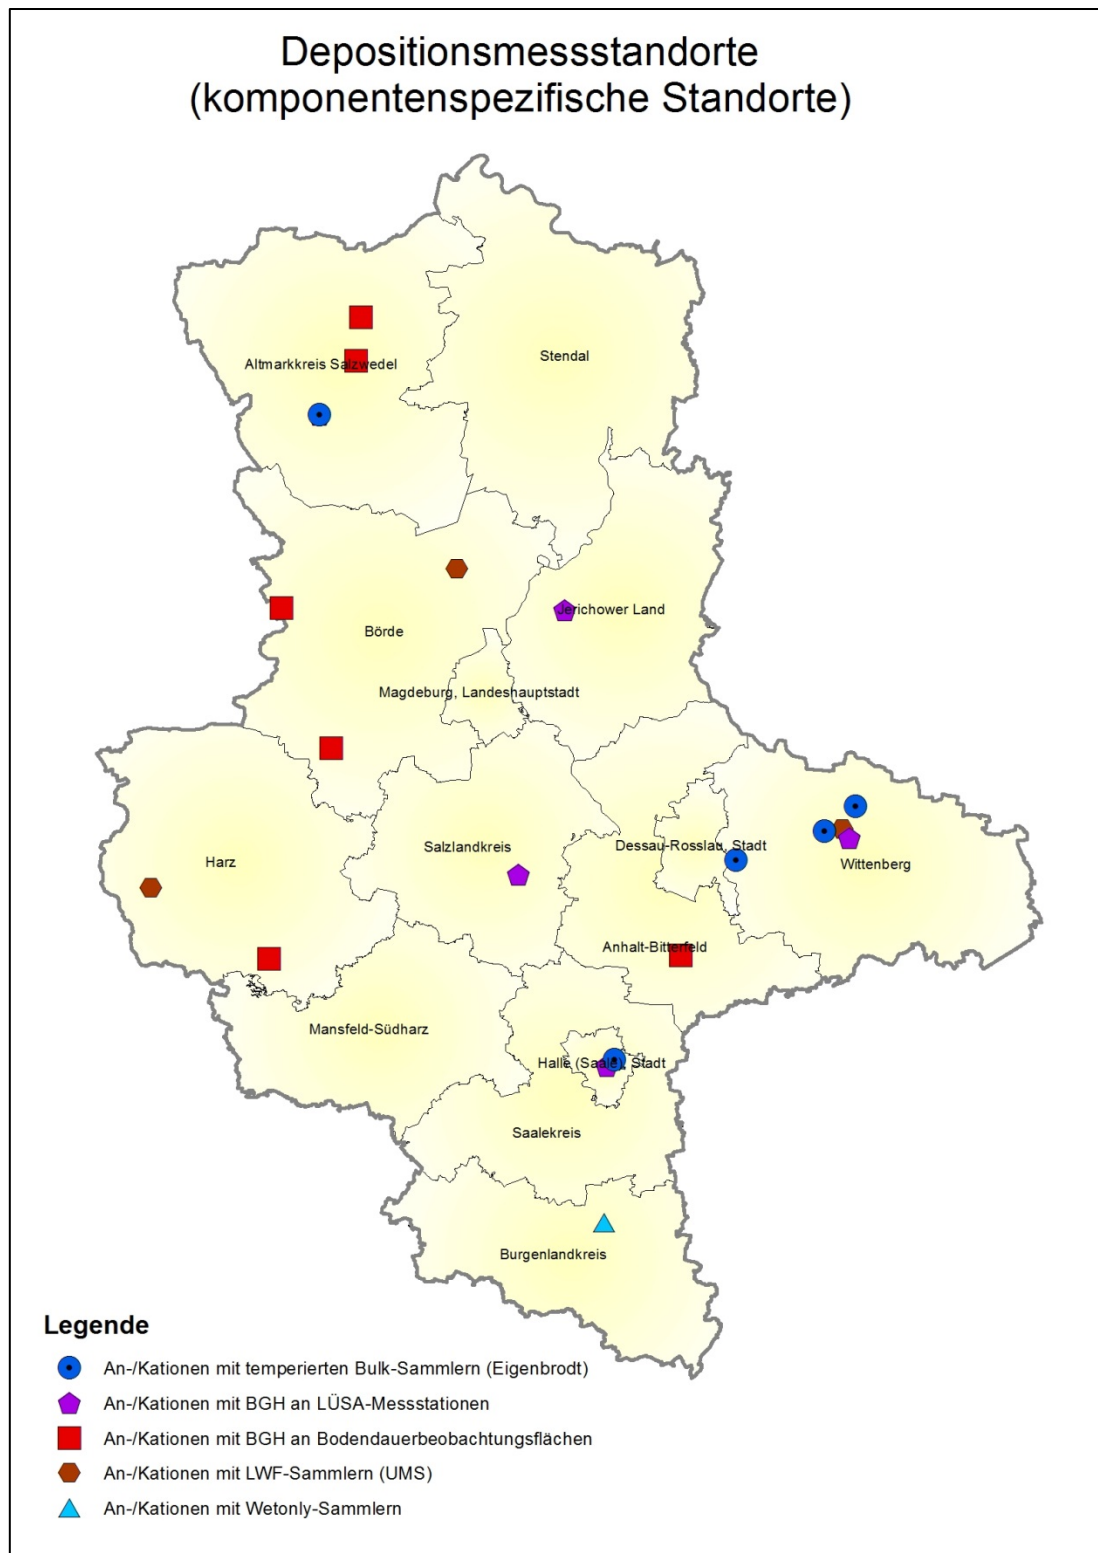 Depositionsmessstandorte
(komponentenspezifische Standorte)
Stendal
Altmarkkreis Salzwedel
Jerichower Land
Börde
Magdeburg, Landeshauptstadt
Salzlandkreis
Dessau-Rosslau, Stadt
Harz
Wittenberg
Anhalt-Bitterfeld
Mansfeld-Südharz
Halle (Saale), Stadt
Saalekreis
Burgenlandkreis
Legende
An-/Kationen mit temperierten Bulk-Sammlern (Eigenbrodt)
An-/Kationen mit BGH an LÜSA-Messstationen
An-/Kationen mit BGH an Bodendauerbeobachtungsflächen
An-/Kationen mit LWF-Sammlern (UMS)
An-/Kationen mit Wetonly-Sammlern